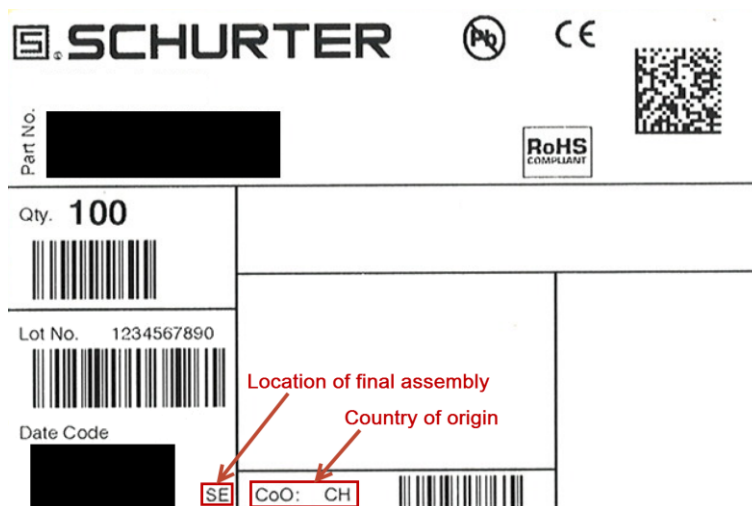 SCHURTER
Pb
CE
Part No.
RoHS
COMPLIANT
Qty. 100
Lot No. 1234567890
Location of final assembly
Country of origin
Date Code
SE
CoO: CH